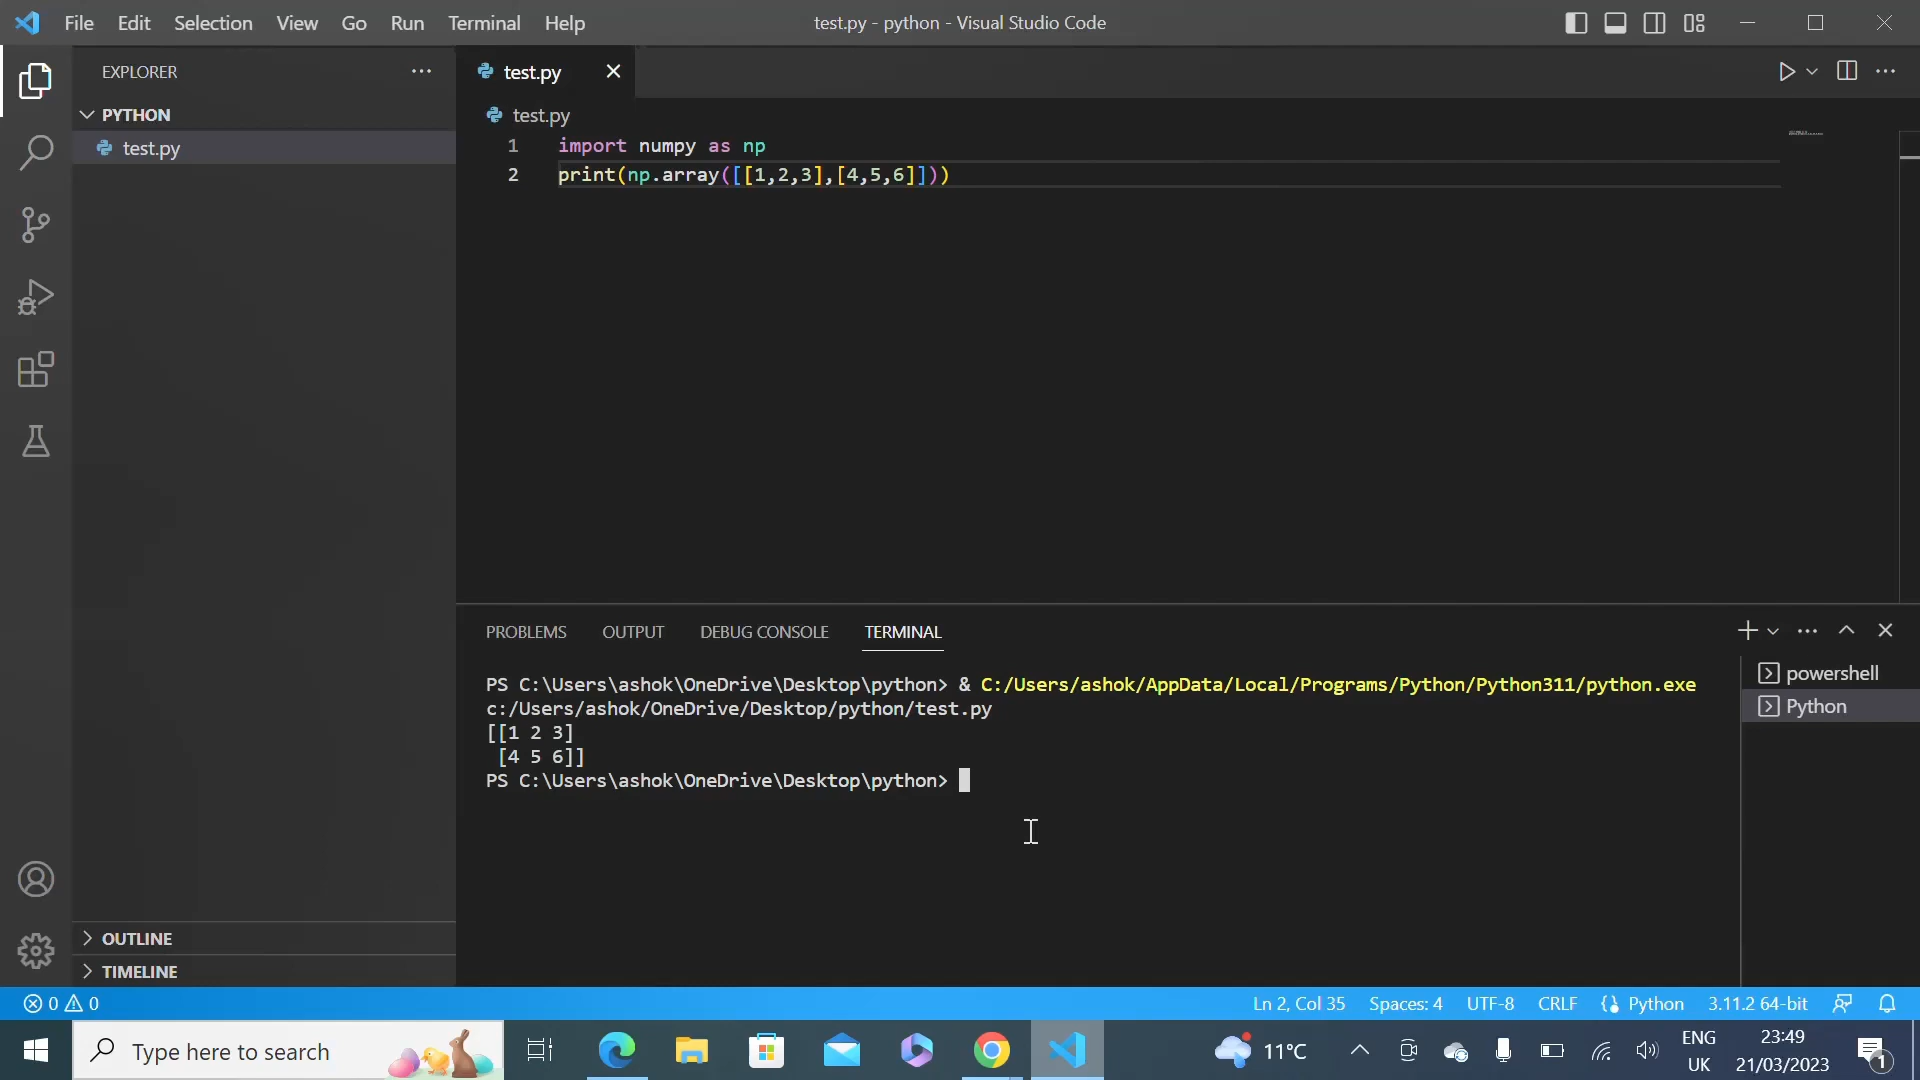 File Edit Selection View Go Run Terminal Help
test.py - python - Visual Studio Code
EXPLORER
PYTHON
test.py
OUTLINE
TIMELINE
test.py
test.py
1 import numpy as np
2 print(np.array([[1,2,3],[4,5,6]]))
PROBLEMS OUTPUT DEBUG CONSOLE TERMINAL
PS C:\Users\ashok\OneDrive\Desktop\python> & C:/Users/ashok/AppData/Local/Programs/Python/Python311/python.exe
c:/Users/ashok/OneDrive/Desktop/python/test.py
[[1 2 3]
 [4 5 6]]
PS C:\Users\ashok\OneDrive\Desktop\python>
powershell
Python
0 0
Ln 2, Col 35 Spaces: 4 UTF-8 CRLF Python 3.11.2 64-bit
Type here to search
11°C
ENG
UK
23:49
21/03/2023
1